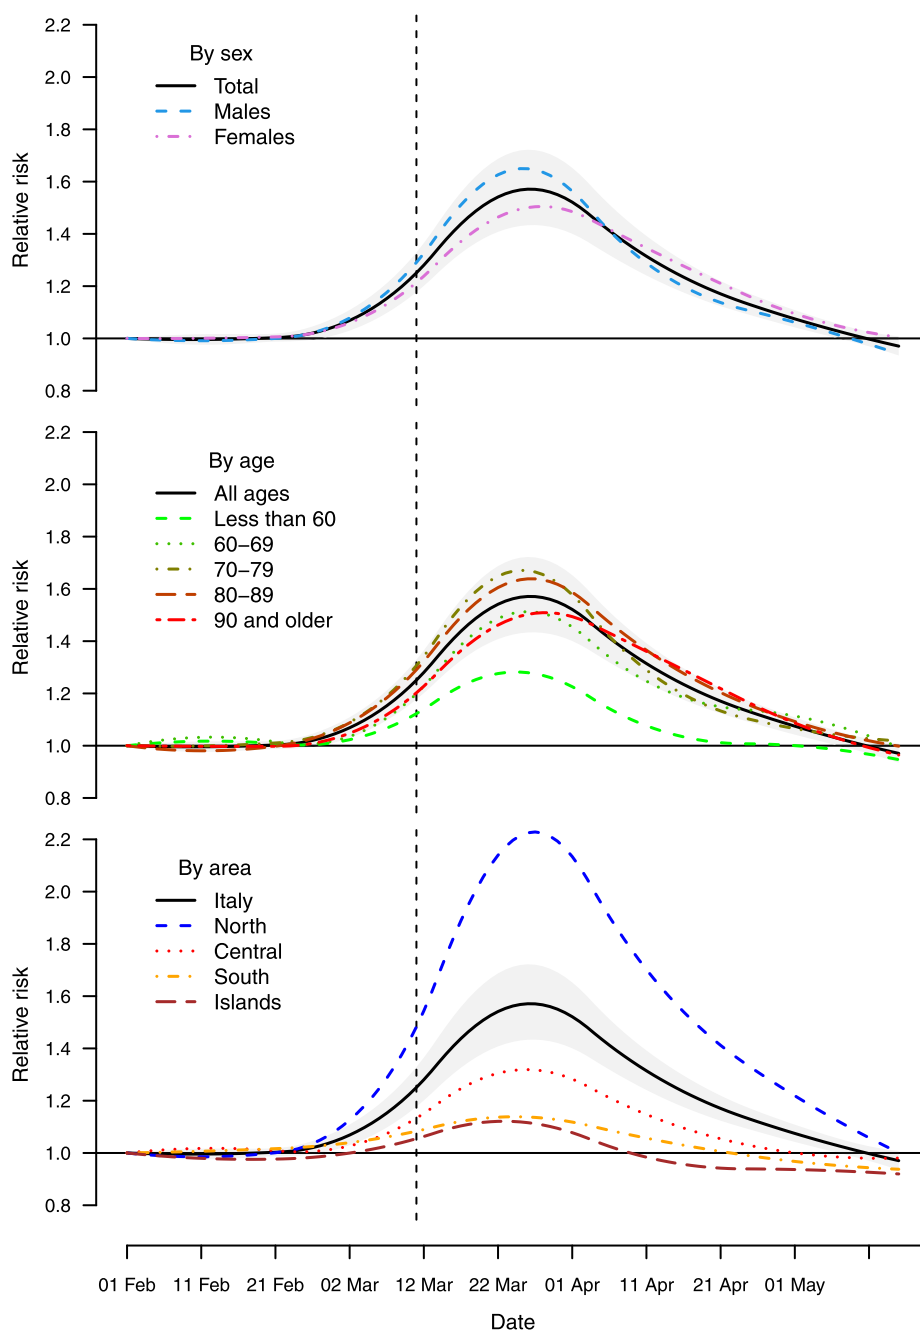 2.2
2.0
1.8
1.6
1.4
1.2
1.0
0.8
Relative risk
By sex
Total
Males
Females
2.2
2.0
1.8
1.6
1.4
1.2
1.0
0.8
Relative risk
By age
All ages
Less than 60
60−69
70−79
80−89
90 and older
2.2
2.0
1.8
1.6
1.4
1.2
1.0
0.8
Relative risk
By area
Italy
North
Central
South
Islands
01 Feb 11 Feb 21 Feb 02 Mar 12 Mar 22 Mar 01 Apr 11 Apr 21 Apr 01 May
Date